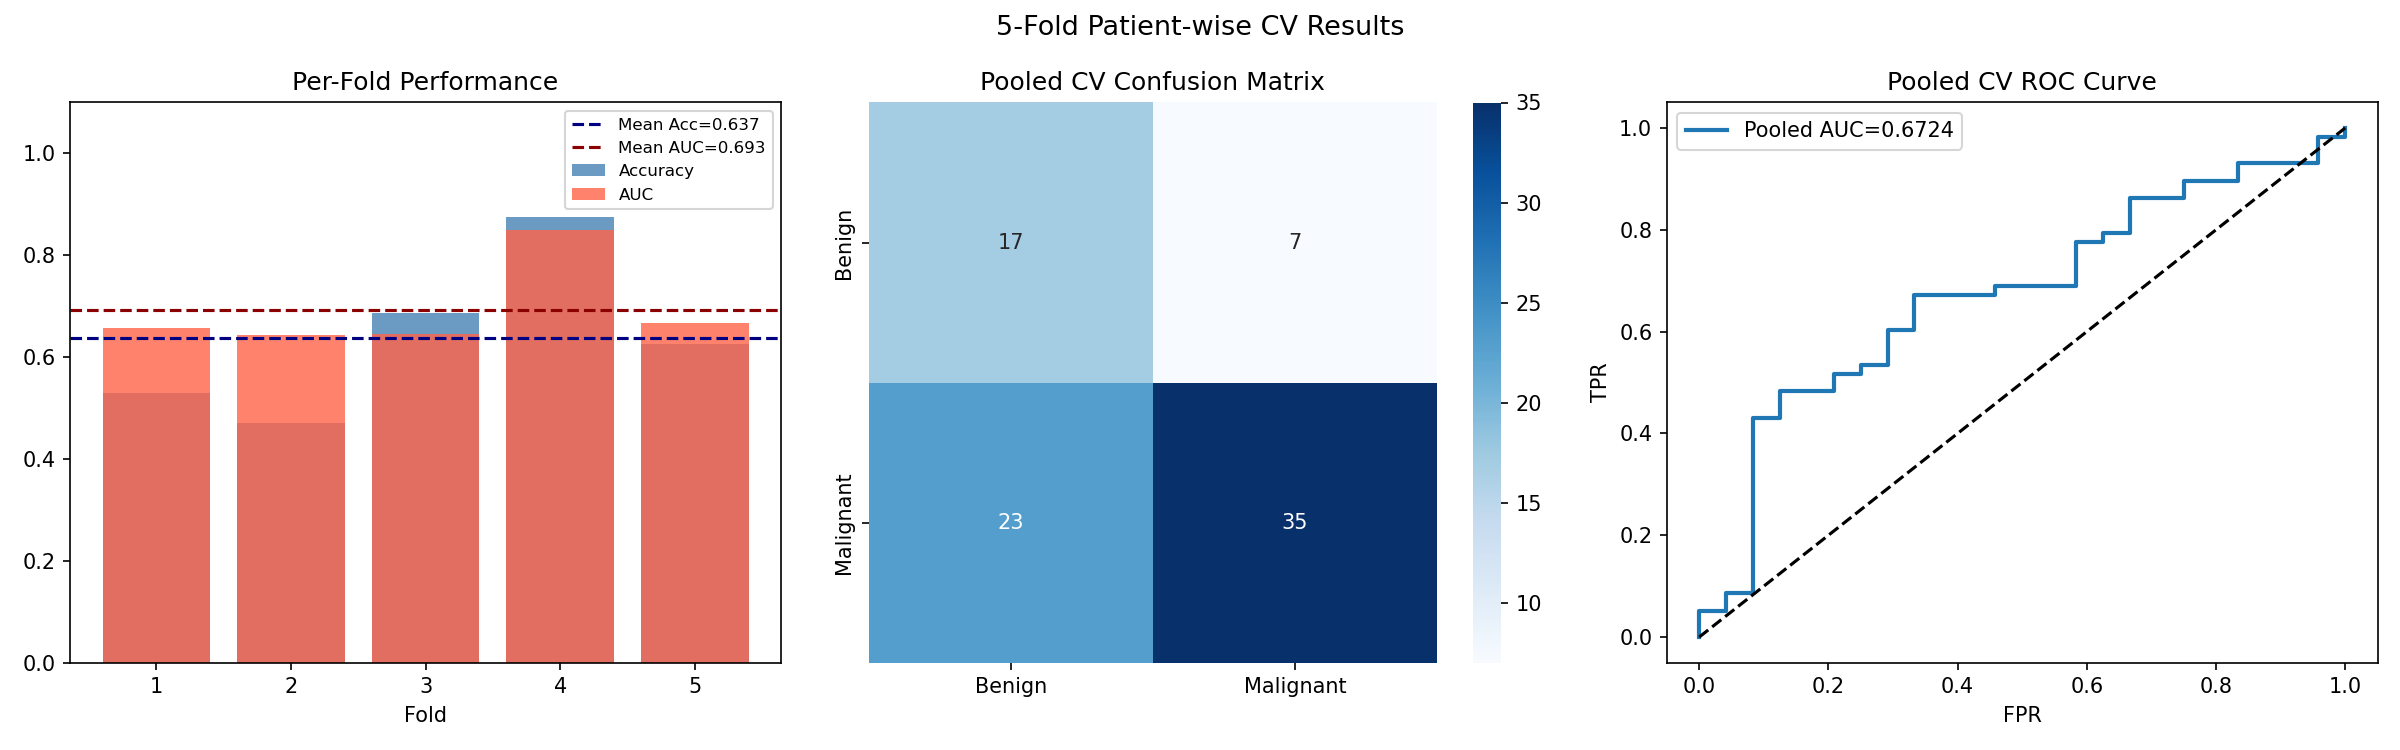 5-Fold Patient-wise CV Results
Per-Fold Performance
Mean Acc=0.637
Mean AUC=0.693
Accuracy
AUC
1.0
0.8
0.6
0.4
0.2
0.0
1 2 3 4 5
Fold
Pooled CV Confusion Matrix
Benign
Malignant
17 7
23 35
Benign Malignant
35
30
25
20
15
10
Pooled CV ROC Curve
Pooled AUC=0.6724
TPR
1.0
0.8
0.6
0.4
0.2
0.0
0.0 0.2 0.4 0.6 0.8 1.0
FPR